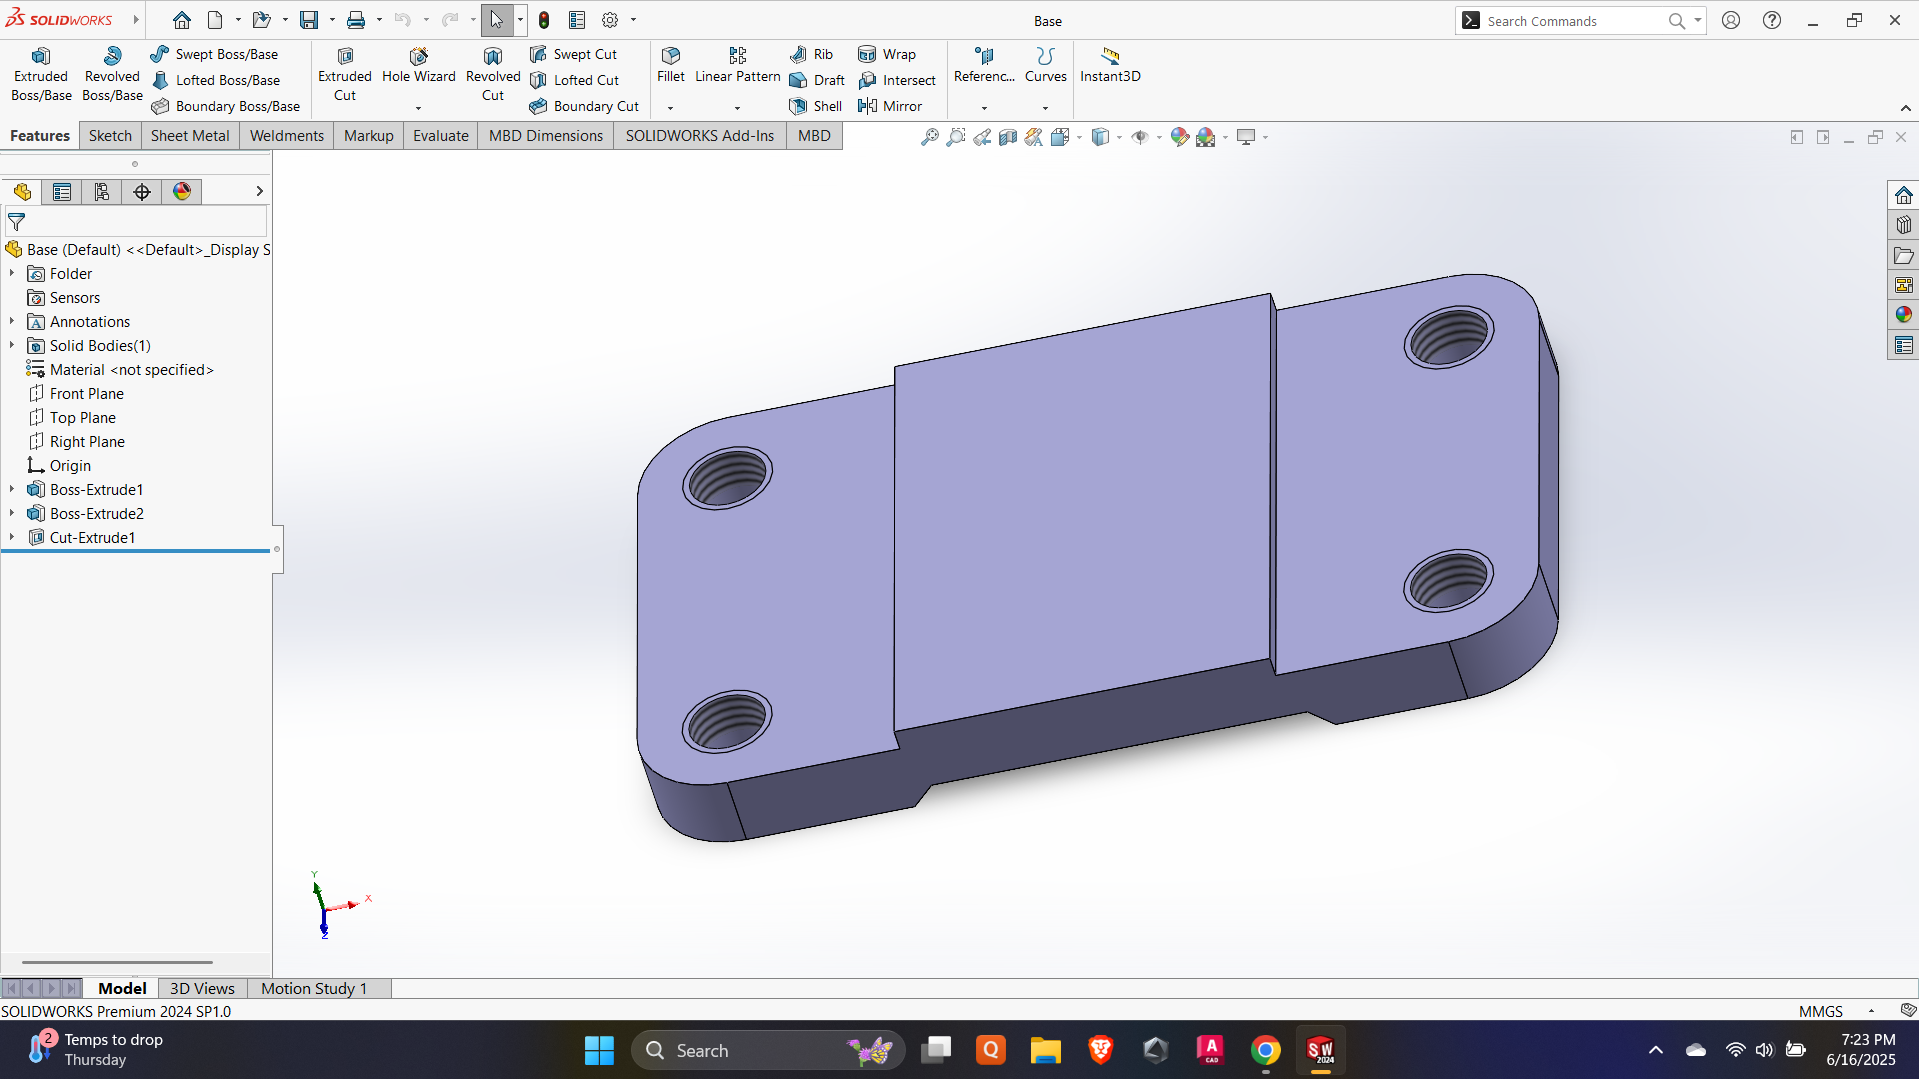 SOLIDWORKS
Base
Search Commands
Extruded Boss/Base
Revolved Boss/Base
Swept Boss/Base
Lofted Boss/Base
Boundary Boss/Base
Extruded Cut
Hole Wizard
Revolved Cut
Swept Cut
Lofted Cut
Boundary Cut
Fillet
Linear Pattern
Rib
Draft
Shell
Wrap
Intersect
Mirror
Referenc...
Curves
Instant3D
Features
Sketch
Sheet Metal
Weldments
Markup
Evaluate
MBD Dimensions
SOLIDWORKS Add-Ins
MBD
Base (Default) <<Default>_Display S
Folder
Sensors
Annotations
Solid Bodies(1)
Material <not specified>
Front Plane
Top Plane
Right Plane
Origin
Boss-Extrude1
Boss-Extrude2
Cut-Extrude1
Y
X
Z
Model
3D Views
Motion Study 1
SOLIDWORKS Premium 2024 SP1.0
MMGS
2
Temps to drop
Thursday
Search
Q
A
CAD
SW
2024
7:23 PM
6/16/2025